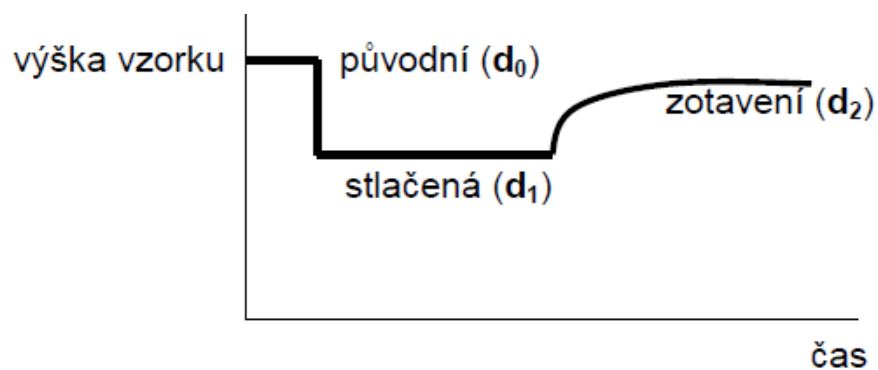 výška vzorku
původní (d₀)
zotavení (d₂)
stlačená (d₁)
čas